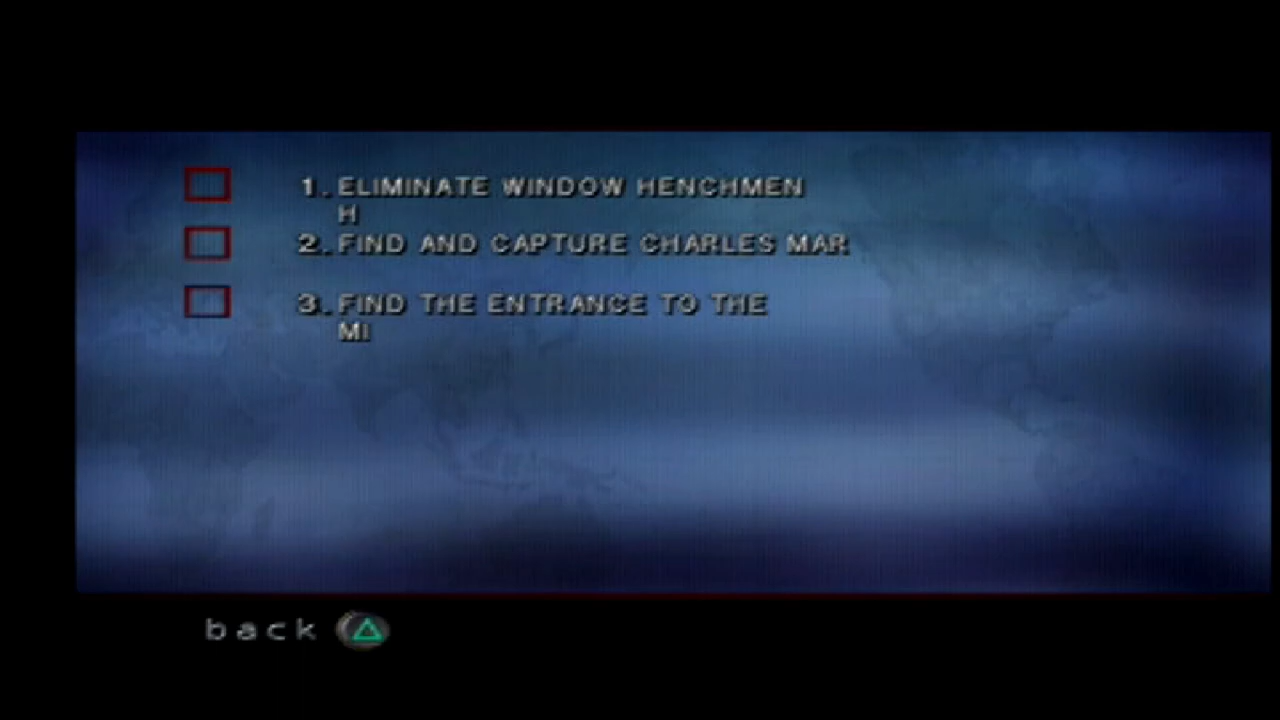 1. ELIMINATE WINDOW HENCHMEN
H
2. FIND AND CAPTURE CHARLES MAR
3. FIND THE ENTRANCE TO THE
MI
back